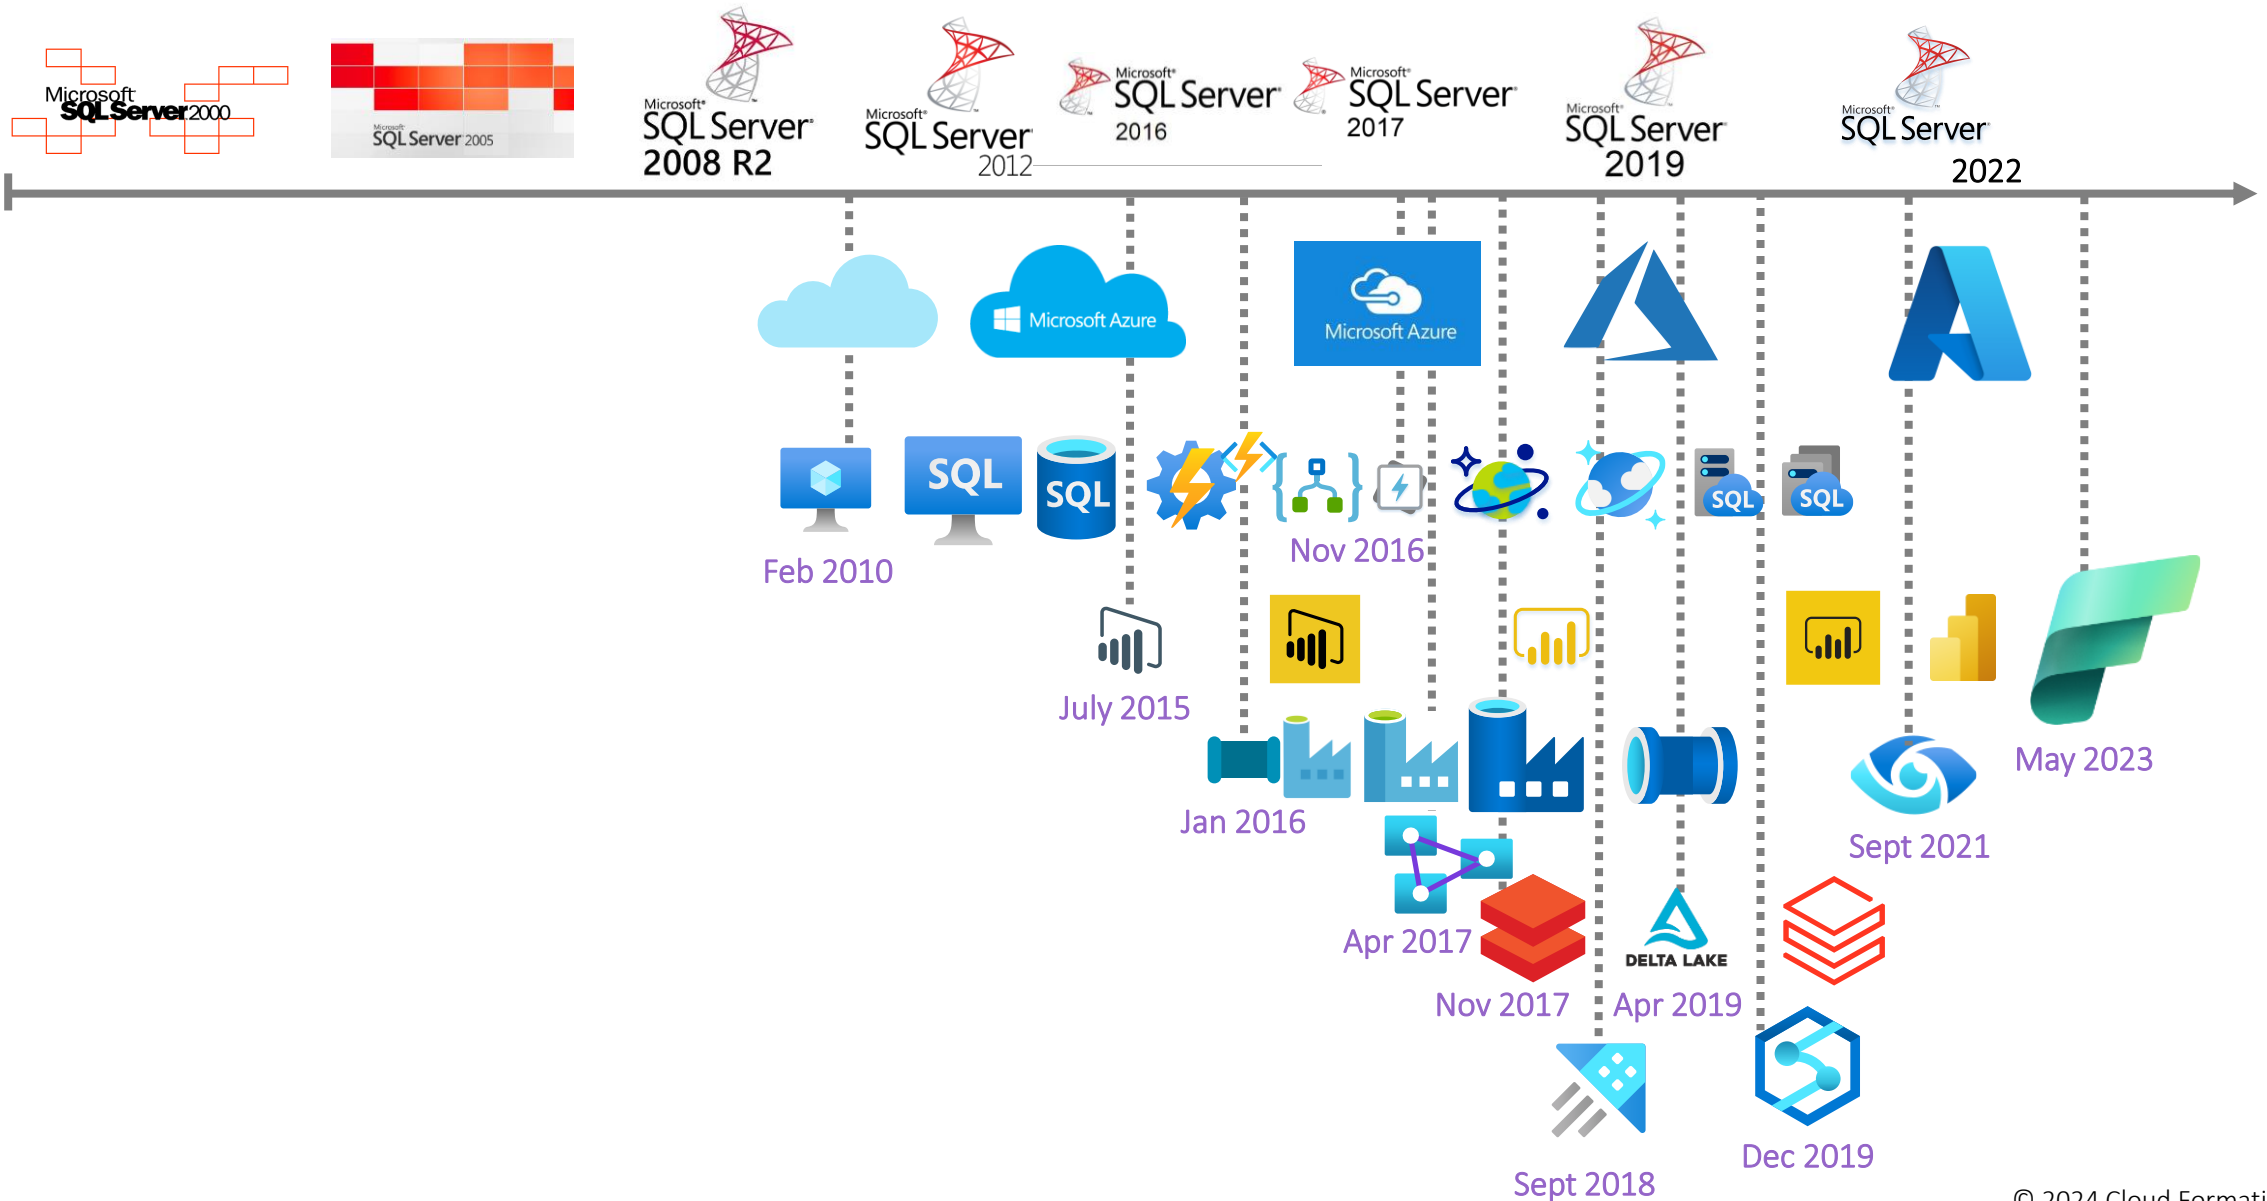 Microsoft
SQL Server 2000
Microsoft
SQL Server 2005
Microsoft®
SQL Server®
2008 R2
Microsoft®
SQL Server
2012
Microsoft®
SQL Server®
2016
Microsoft®
SQL Server®
2017
Microsoft®
SQL Server®
2019
Microsoft®
SQL Server®
2022
Microsoft Azure
Microsoft Azure
SQL
SQL
SQL
SQL
Nov 2016
Feb 2010
July 2015
May 2023
Jan 2016
Sept 2021
Apr 2017
DELTA LAKE
Nov 2017
Apr 2019
Dec 2019
Sept 2018
© 2024 Cloud Formati